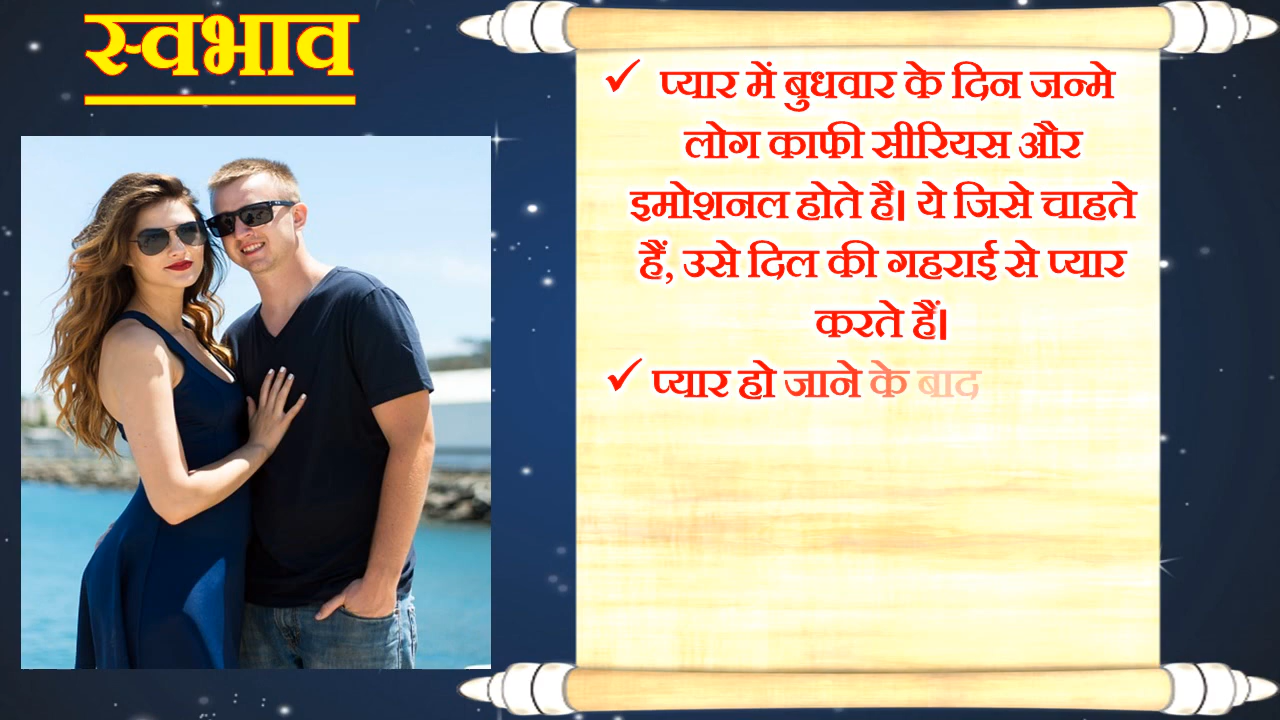 स्वभाव
✓ प्यार में बुधवार के दिन जन्मे
लोग काफी सीरियस और
इमोशनल होते है। ये जिसे चाहते
हैं, उसे दिल की गहराई से प्यार
करते हैं।
✓ प्यार हो जाने के बाद